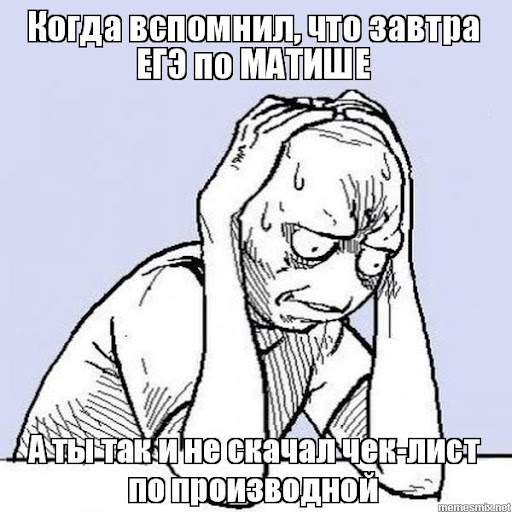 Когда вспомнил, что завтра
ЕГЭ по МАТИШЕ
А ты так и не скачал чек-лист
по производной
memesmix.net